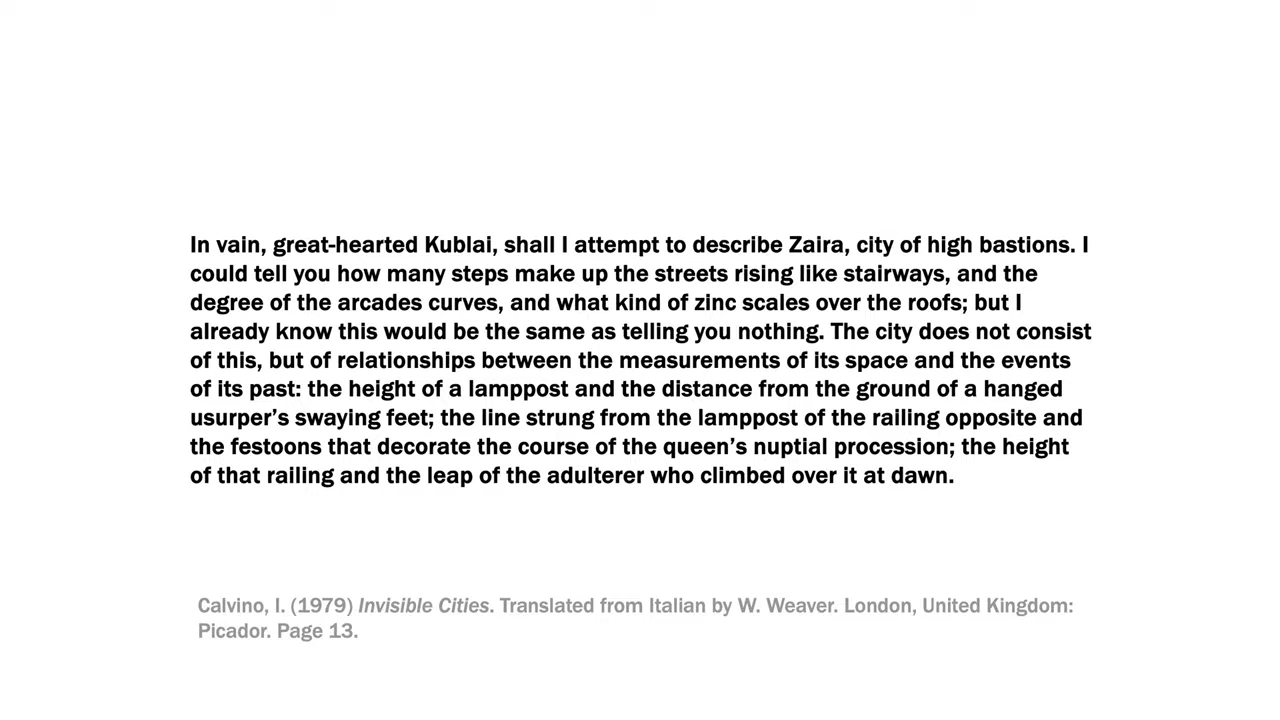 In vain, great-hearted Kublai, shall I attempt to describe Zaira, city of high bastions. I
could tell you how many steps make up the streets rising like stairways, and the
degree of the arcades curves, and what kind of zinc scales over the roofs; but I
already know this would be the same as telling you nothing. The city does not consist
of this, but of relationships between the measurements of its space and the events
of its past: the height of a lamppost and the distance from the ground of a hanged
usurper’s swaying feet; the line strung from the lamppost of the railing opposite and
the festoons that decorate the course of the queen’s nuptial procession; the height
of that railing and the leap of the adulterer who climbed over it at dawn.
Calvino, I. (1979) Invisible Cities. Translated from Italian by W. Weaver. London, United Kingdom:
Picador. Page 13.